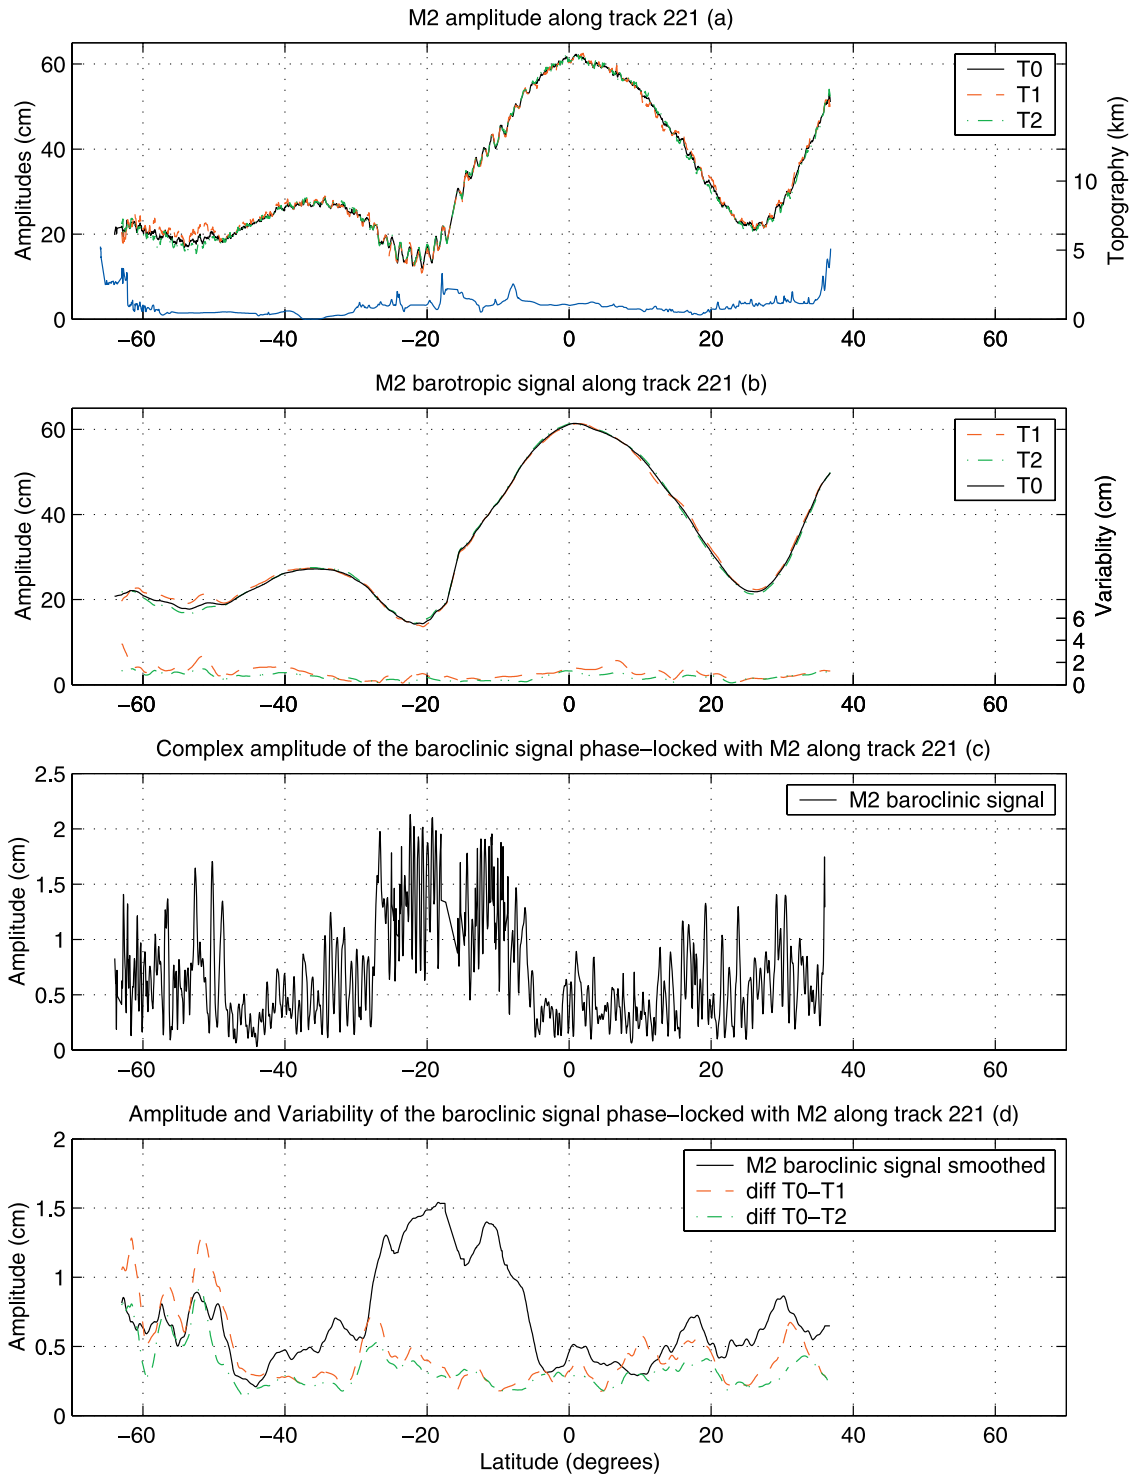 M2 amplitude along track 221 (a)
Amplitudes (cm)
60
40
20
0
T0
T1
T2
10
5
0
Topography (km)
−60
−40
−20
0
20
40
60
M2 barotropic signal along track 221 (b)
Amplitude (cm)
60
40
20
0
T1
T2
T0
6
4
2
0
Variablity (cm)
−60
−40
−20
0
20
40
60
Complex amplitude of the baroclinic signal phase−locked with M2 along track 221 (c)
Amplitude (cm)
2.5
2
1.5
1
0.5
0
M2 baroclinic signal
−60
−40
−20
0
20
40
60
Amplitude and Variability of the baroclinic signal phase−locked with M2 along track 221 (d)
Amplitude (cm)
2
1.5
1
0.5
0
M2 baroclinic signal smoothed
diff T0−T1
diff T0−T2
−60
−40
−20
0
20
40
60
Latitude (degrees)